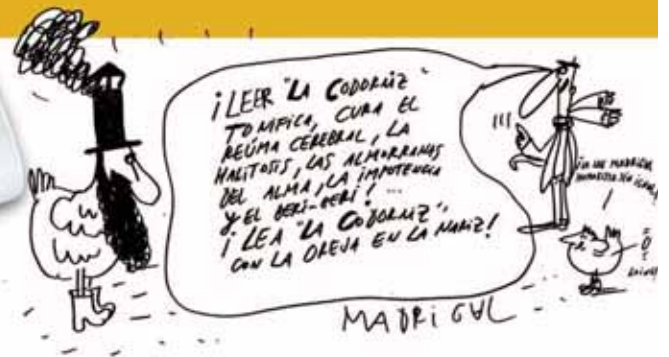 ¡LEER "LA CODORNIZ"
TONIFICA, CURA EL
REÚMA CEREBRAL, LA
HALITOSIS, LAS ALMORRANAS
DEL ALMA, LA IMPOTENCIA
Y EL BERI-BERI! ...
¡LEA "LA CODORNIZ",
CON LA OREJA EN LA NARIZ!
MADRIGAL